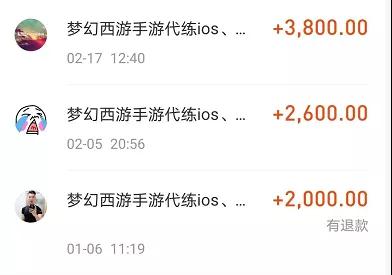 梦幻西游手游代练ios、... +3,800.00
02-17 12:40
梦幻西游手游代练ios、... +2,600.00
02-05 20:56
梦幻西游手游代练ios、... +2,000.00
有退款
01-06 11:19